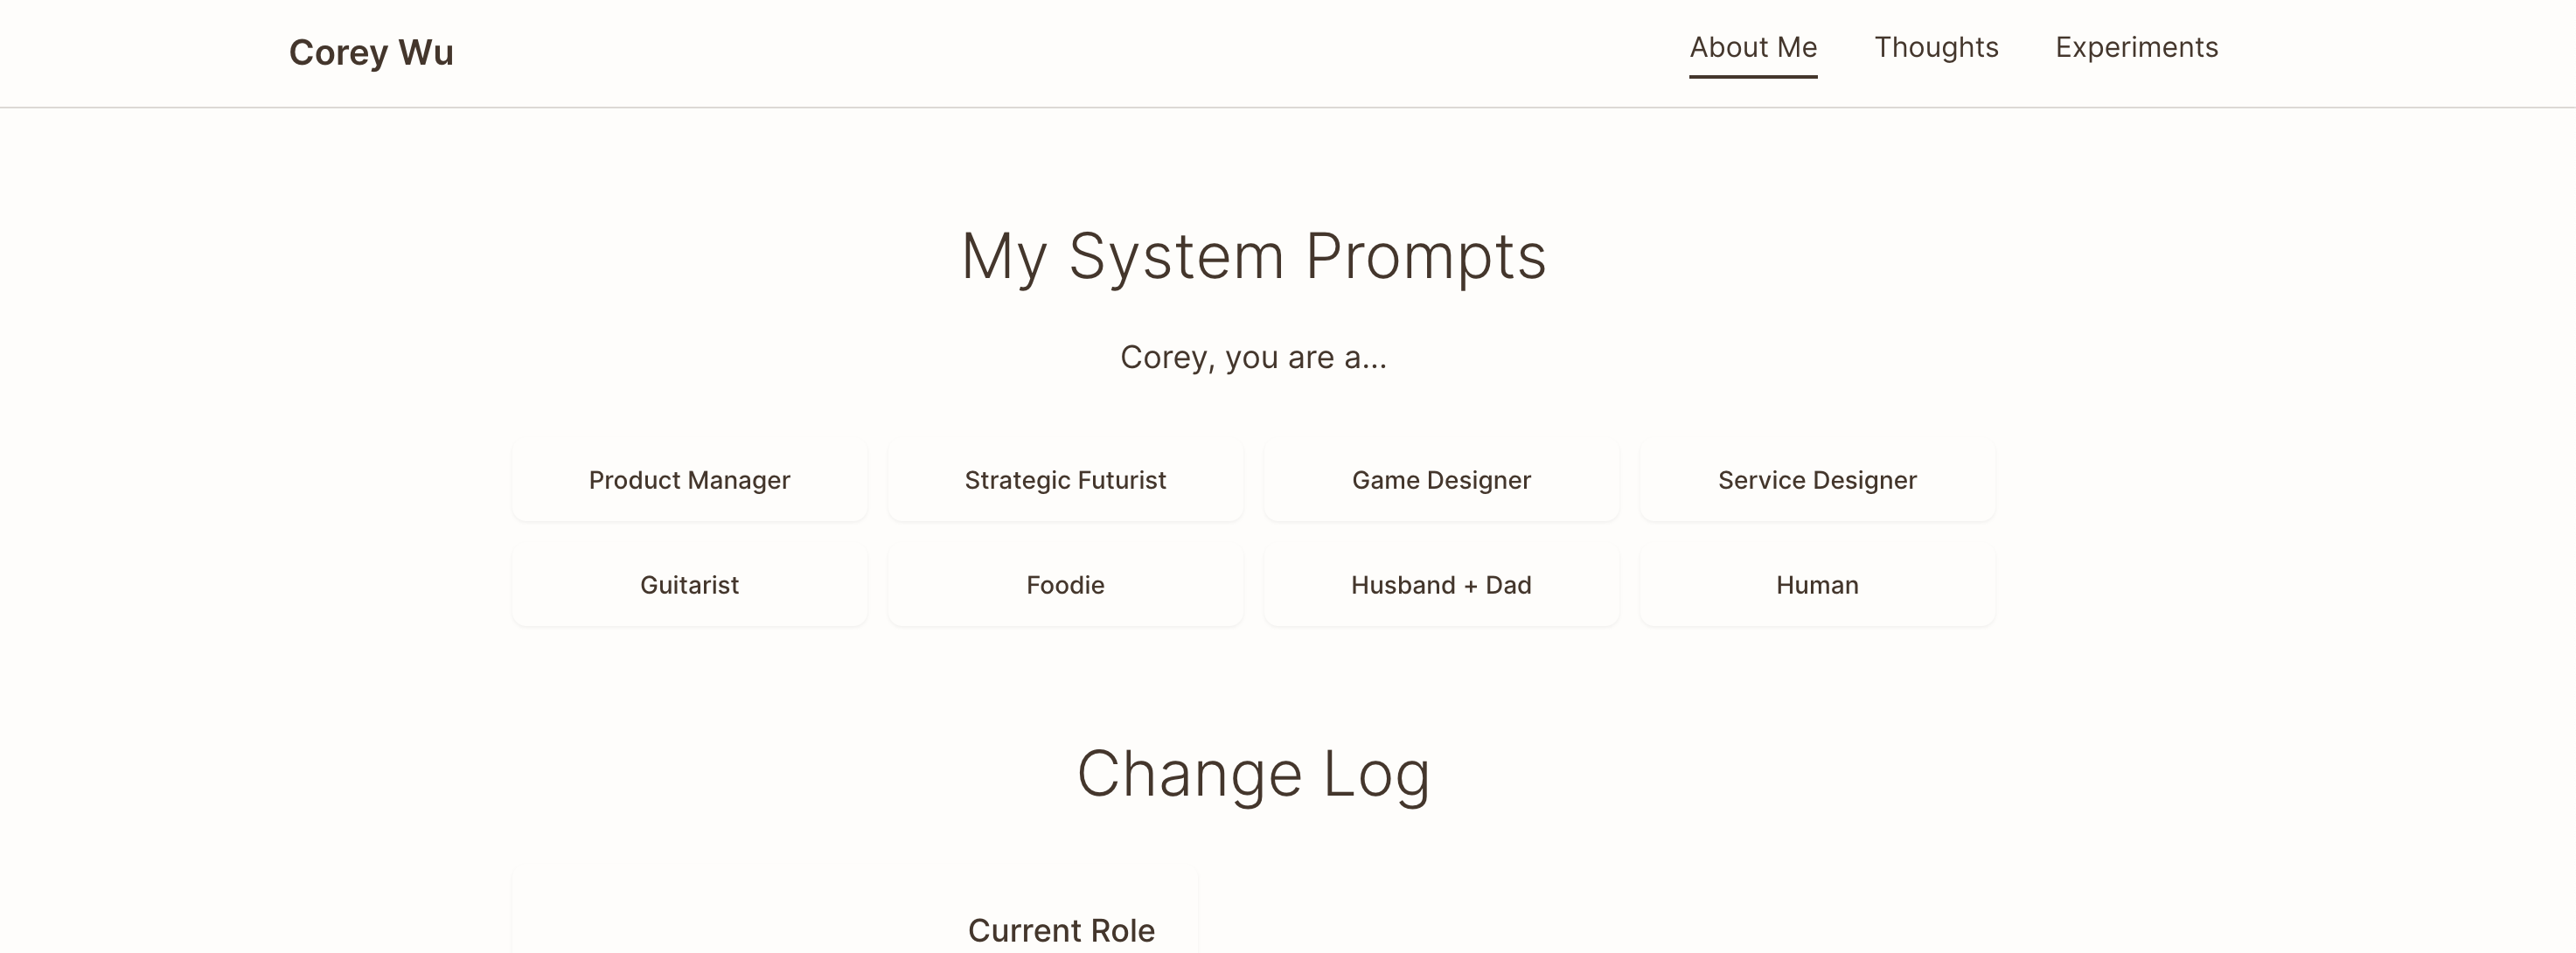 Corey Wu
About Me Thoughts Experiments
My System Prompts
Corey, you are a...
Product Manager Strategic Futurist Game Designer Service Designer
Guitarist Foodie Husband + Dad Human
Change Log
Current Role